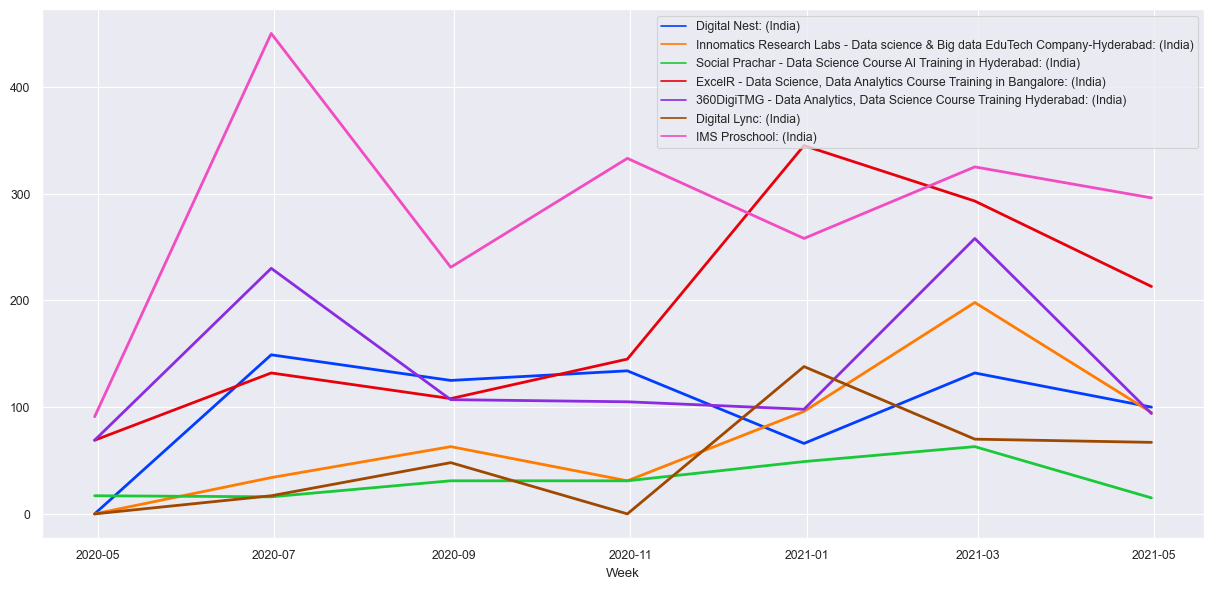 Digital Nest: (India)
Innomatics Research Labs - Data science & Big data EduTech Company-Hyderabad: (India)
Social Prachar - Data Science Course AI Training in Hyderabad: (India)
ExcelR - Data Science, Data Analytics Course Training in Bangalore: (India)
360DigiTMG - Data Analytics, Data Science Course Training Hyderabad: (India)
Digital Lync: (India)
IMS Proschool: (India)
400
300
200
100
0
2020-05 2020-07 2020-09 2020-11 2021-01 2021-03 2021-05
Week